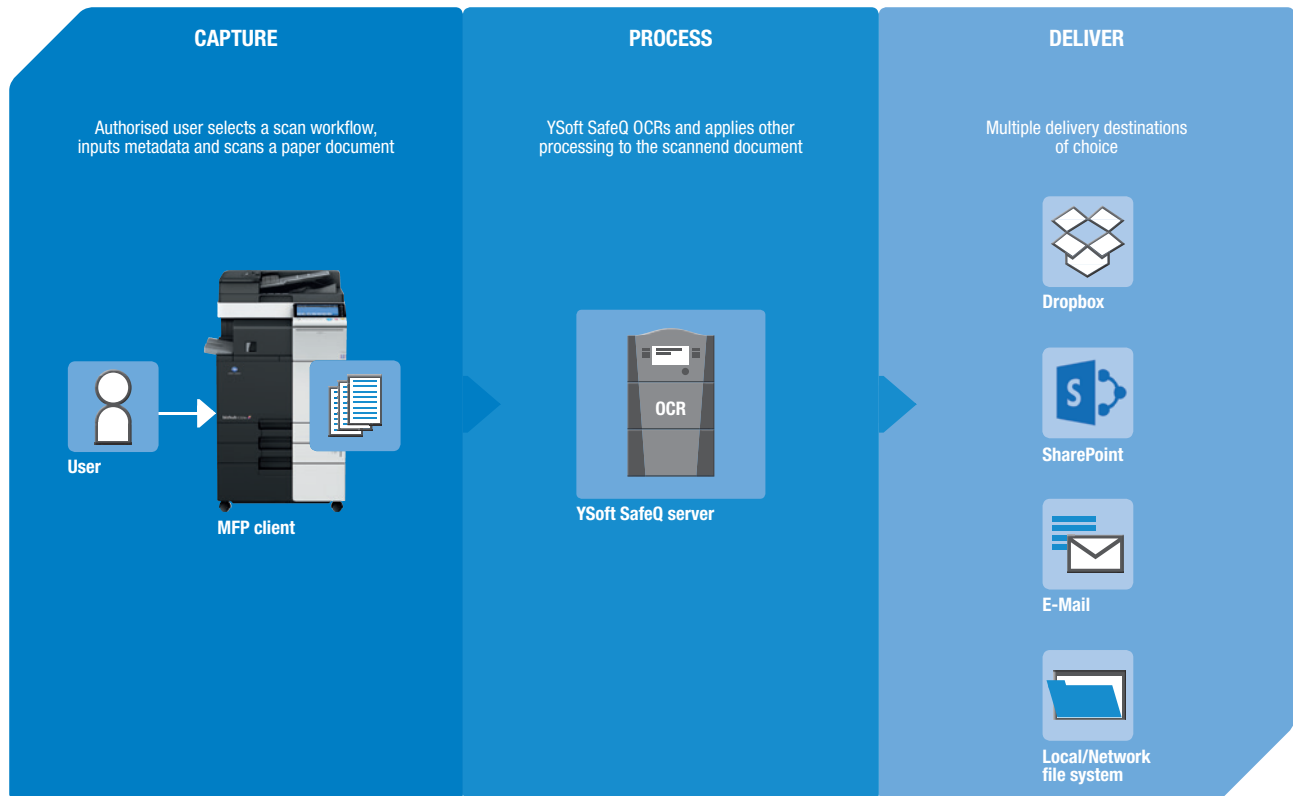 CAPTURE
Authorised user selects a scan workflow,
inputs metadata and scans a paper document
User
MFP client
PROCESS
YSoft SafeQ OCRs and applies other
processing to the scannend document
OCR
YSoft SafeQ server
DELIVER
Multiple delivery destinations
of choice
Dropbox
S
SharePoint
E-Mail
Local/Network
file system